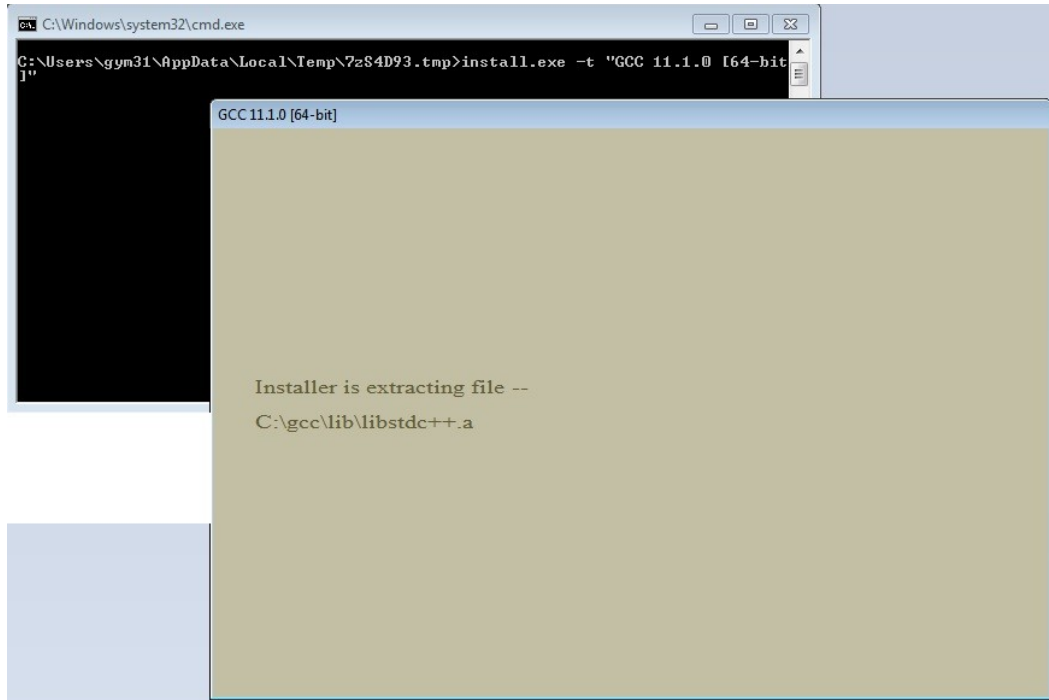 C:\Windows\system32\cmd.exe
C:\Users\gym31\AppData\Local\Temp\7zS4D93.tmp>install.exe -t "GCC 11.1.0 [64-bit
]"
GCC 11.1.0 [64-bit]
Installer is extracting file --
C:\gcc\lib\libstdc++.a